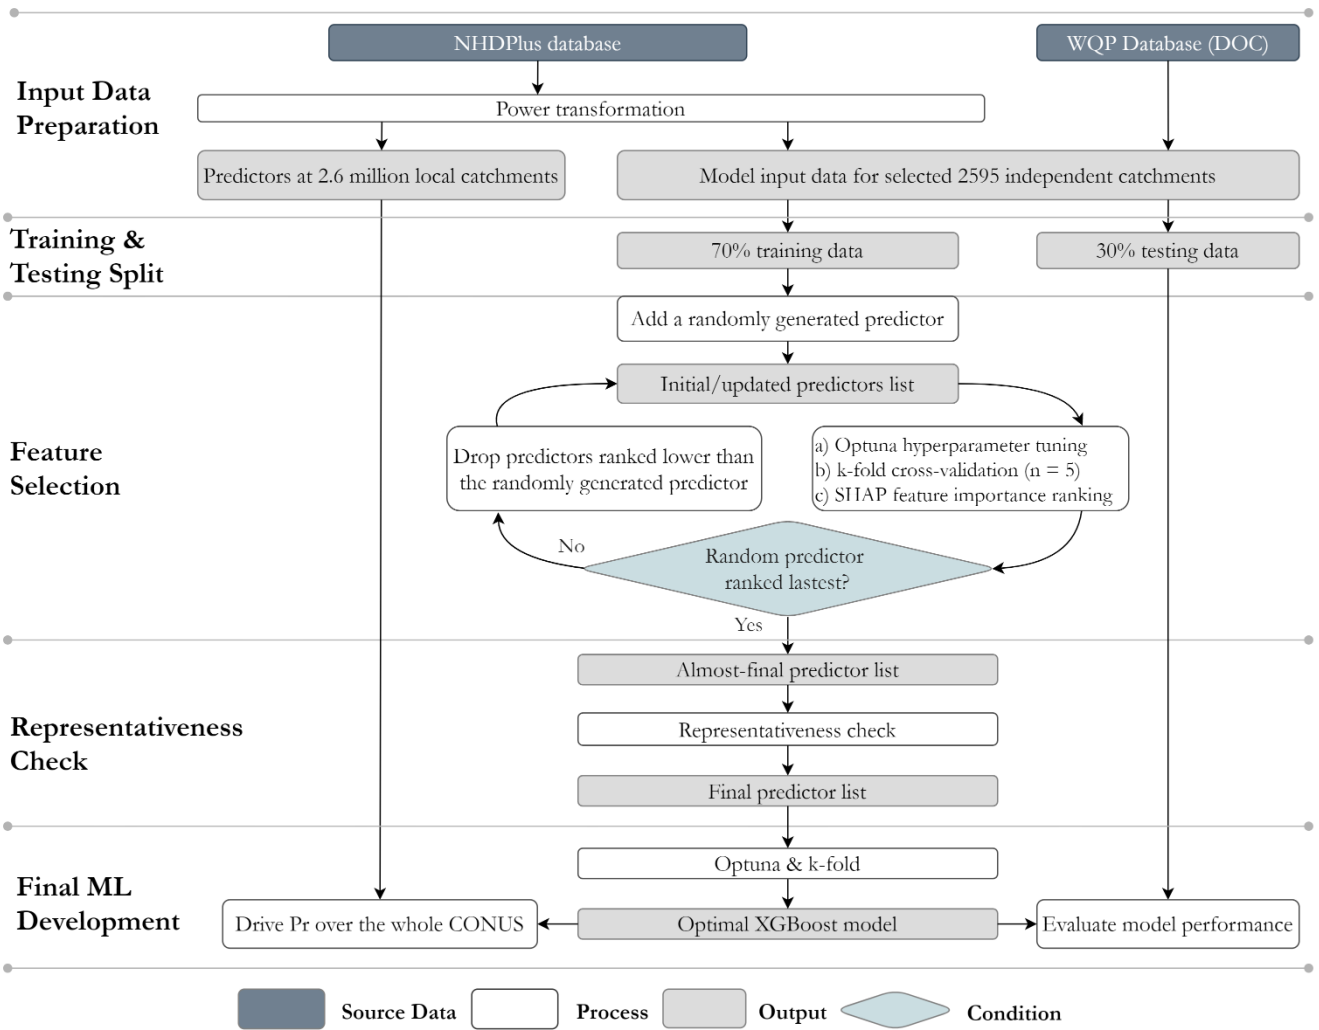 NHDPlus database
WQP Database (DOC)
Input Data
Preparation
Power transformation
Predictors at 2.6 million local catchments
Model input data for selected 2595 independent catchments
Training &
Testing Split
70% training data
30% testing data
Add a randomly generated predictor
Initial/updated predictors list
Feature
Selection
Drop predictors ranked lower than
the randomly generated predictor
a) Optuna hyperparameter tuning
b) k-fold cross-validation (n = 5)
c) SHAP feature importance ranking
No
Random predictor
ranked lastest?
Yes
Almost-final predictor list
Representativeness
Check
Representativeness check
Final predictor list
Optuna & k-fold
Final ML
Development
Drive Pr over the whole CONUS
Optimal XGBoost model
Evaluate model performance
Source Data
Process
Output
Condition